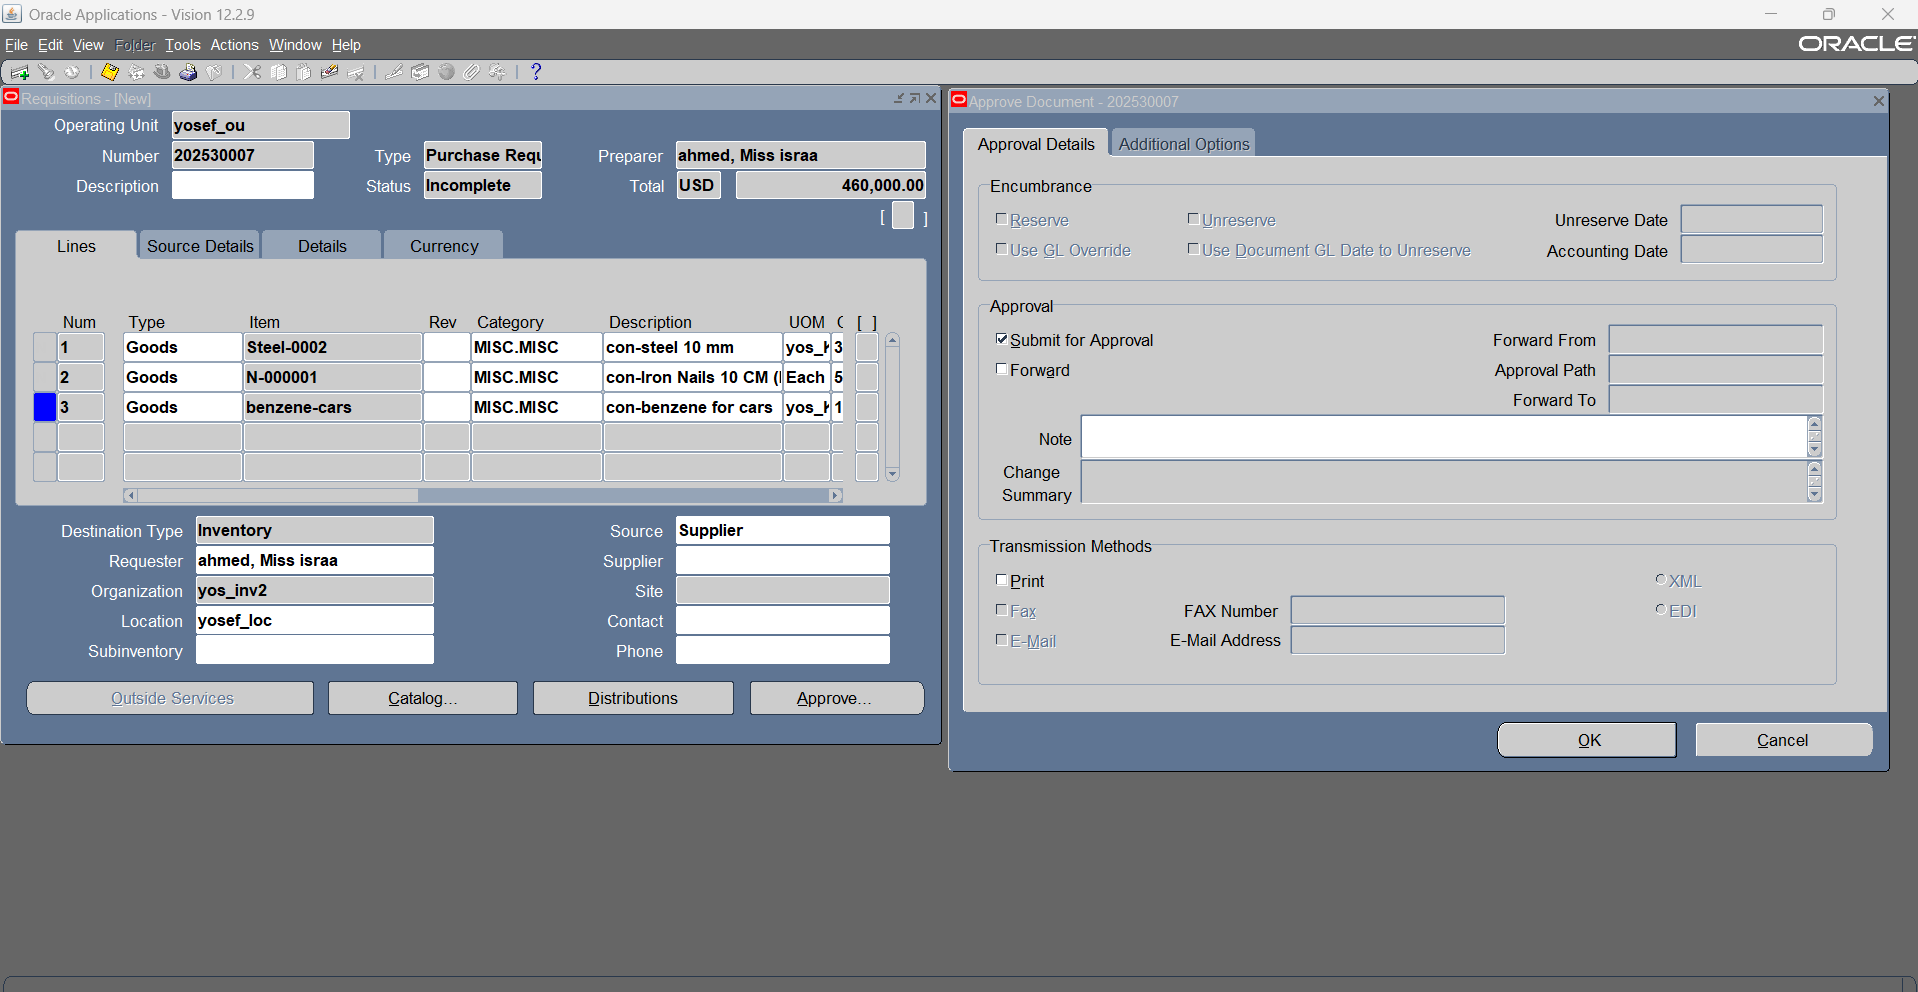 Oracle Applications - Vision 12.2.9
File Edit View Folder Tools Actions Window Help
ORACLE
Requisitions - [New]
Operating Unit yosef_ou
Number 202530007 Type Purchase Requ Preparer ahmed, Miss israa
Description Status Incomplete Total USD 460,000.00
[ ]
Lines Source Details Details Currency
Num Type Item Rev Category Description UOM [ ]
1 Goods Steel-0002 MISC.MISC con-steel 10 mm yos_ 3
2 Goods N-000001 MISC.MISC con-Iron Nails 10 CM ( Each 5
3 Goods benzene-cars MISC.MISC con-benzene for cars yos_ 1
Destination Type Inventory Source Supplier
Requester ahmed, Miss israa Supplier
Organization yos_inv2 Site
Location yosef_loc Contact
Subinventory Phone
Outside Services Catalog... Distributions Approve...
Approve Document - 202530007
Approval Details Additional Options
Encumbrance
Reserve Unreserve Unreserve Date
Use GL Override Use Document GL Date to Unreserve Accounting Date
Approval
Submit for Approval Forward From
Forward Approval Path
Forward To
Note
Change
Summary
Transmission Methods
Print XML
Fax FAX Number EDI
E-Mail E-Mail Address
OK Cancel